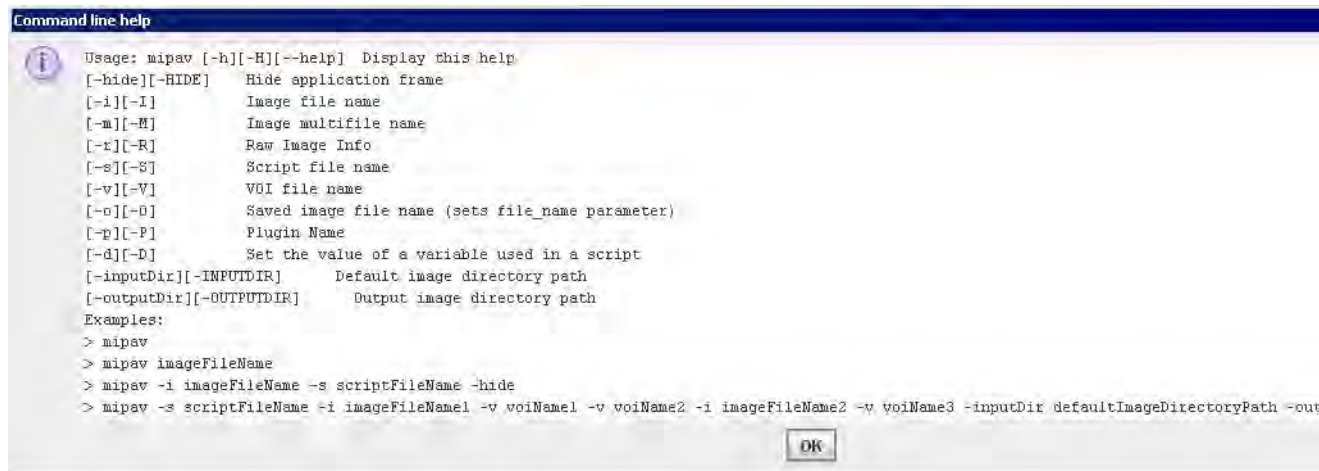 Command line help
Usage: mipav [-h][-H][--help] Display this help
[-hide][-HIDE] Hide application frame
[-i][-I] Image file name
[-m][-M] Image multifile name
[-r][-R] Raw Image Info
[-s][-S] Script file name
[-v][-V] VOI file name
[-o][-O] Saved image file name (sets file_name parameter)
[-p][-P] Plugin Name
[-d][-D] Set the value of a variable used in a script
[-inputDir][-INPUTDIR] Default image directory path
[-outputDir][-OUTPUTDIR] Output image directory path
Examples:
> mipav
> mipav imageFileName
> mipav -i imageFileName -s scriptFileName -hide
> mipav -s scriptFileName -i imageFileName1 -v voiName1 -v voiName2 -i imageFileName2 -v voiName3 -inputDir defaultImageDirectoryPath -out
OK